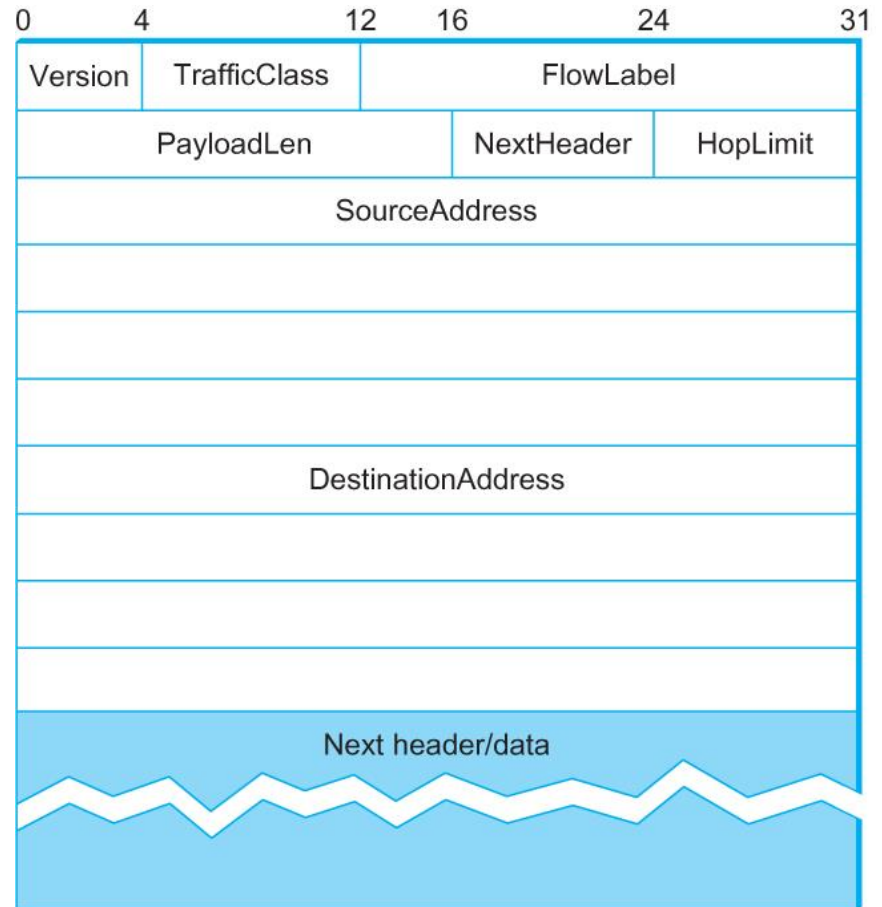 0 4 12 16 24 31
Version TrafficClass FlowLabel
PayloadLen NextHeader HopLimit
SourceAddress
DestinationAddress
Next header/data